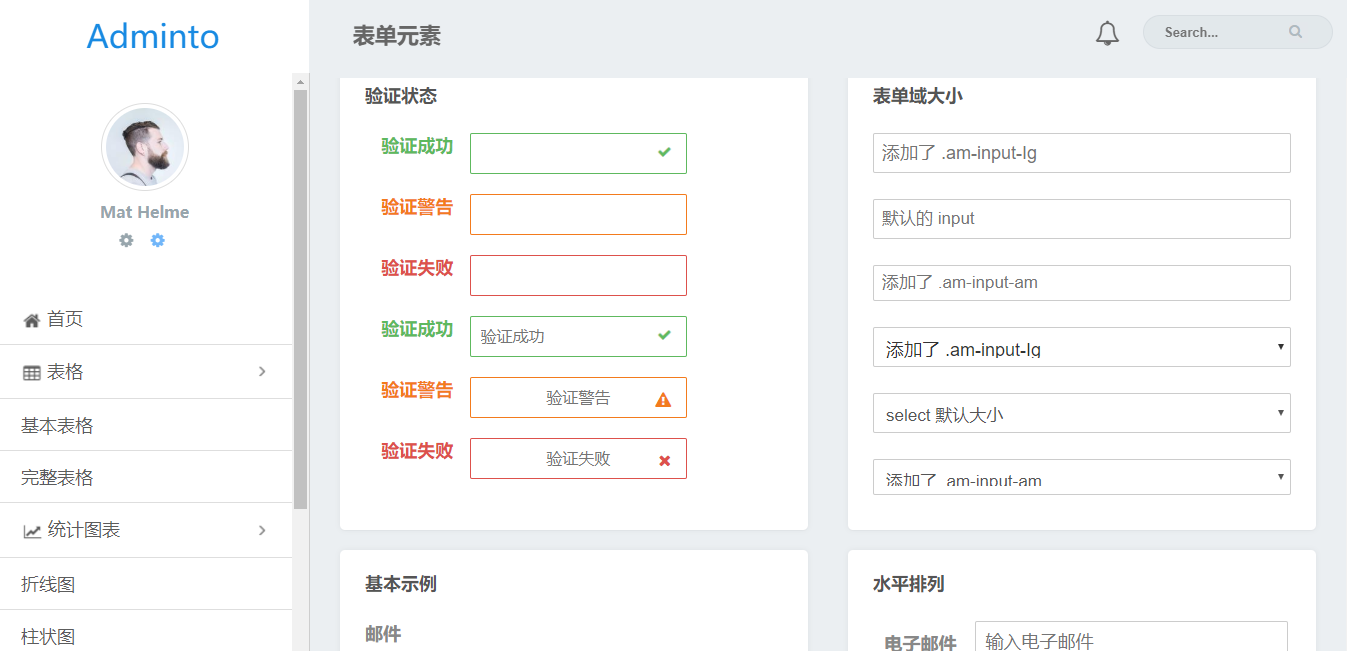 Adminto
Mat Helme
首页
表格
基本表格
完整表格
统计图表
折线图
柱状图
表单元素
Search...
验证状态
验证成功
验证警告
验证失败
验证成功 验证成功
验证警告 验证警告
验证失败 验证失败
表单域大小
添加了 .am-input-lg
默认的 input
添加了 .am-input-am
添加了 .am-input-lg
select 默认大小
添加了 .am-input-am
基本示例
邮件
水平排列
电子邮件 输入电子邮件